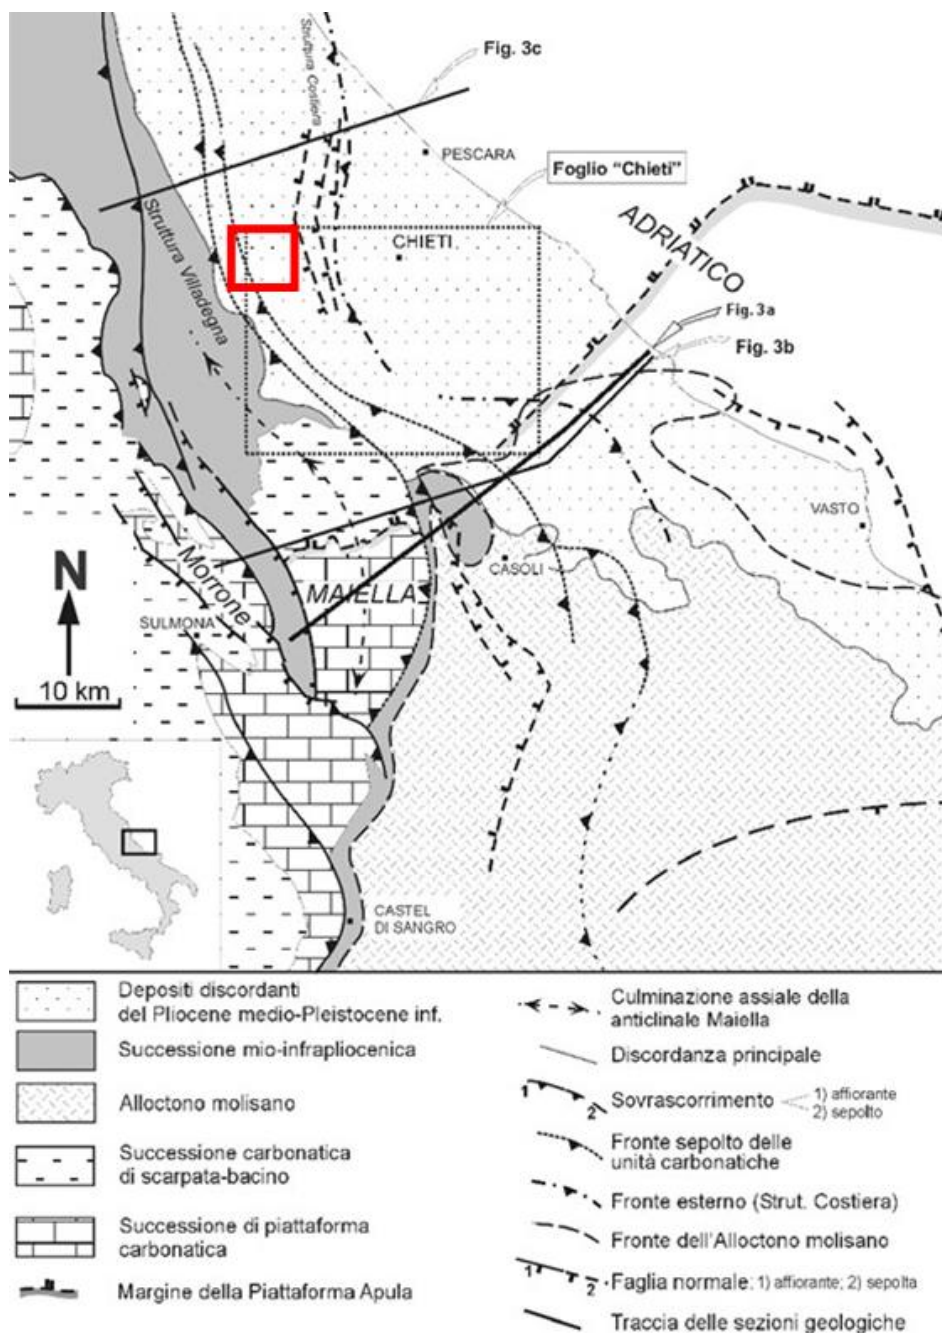 Struttura Costiera
Fig. 3c
PESCARA
Foglio "Chieti"
ADRIATICO
CHIETI
Struttura Villadegna
Fig. 3a
Fig. 3b
VASTO
CASOLI
N
Morrone
MAIELLA
SULMONA
10 km
CASTEL
DI SANGRO
Depositi discordanti
del Pliocene medio-Pleistocene inf.
Successione mio-infrapliocenica
Alloctono molisano
Successione carbonatica
di scarpata-bacino
Successione di piattaforma
carbonatica
Margine della Piattaforma Apula
Culminazione assiale della
anticlinale Maiella
Discordanza principale
1 2 Sovrascorrimento 1) affiorante
2) sepolto
Fronte sepolto delle
unità carbonatiche
Fronte esterno (Strut. Costiera)
Fronte dell'Alloctono molisano
1 2 Faglia normale: 1) affiorante; 2) sepolta
Traccia delle sezioni geologiche